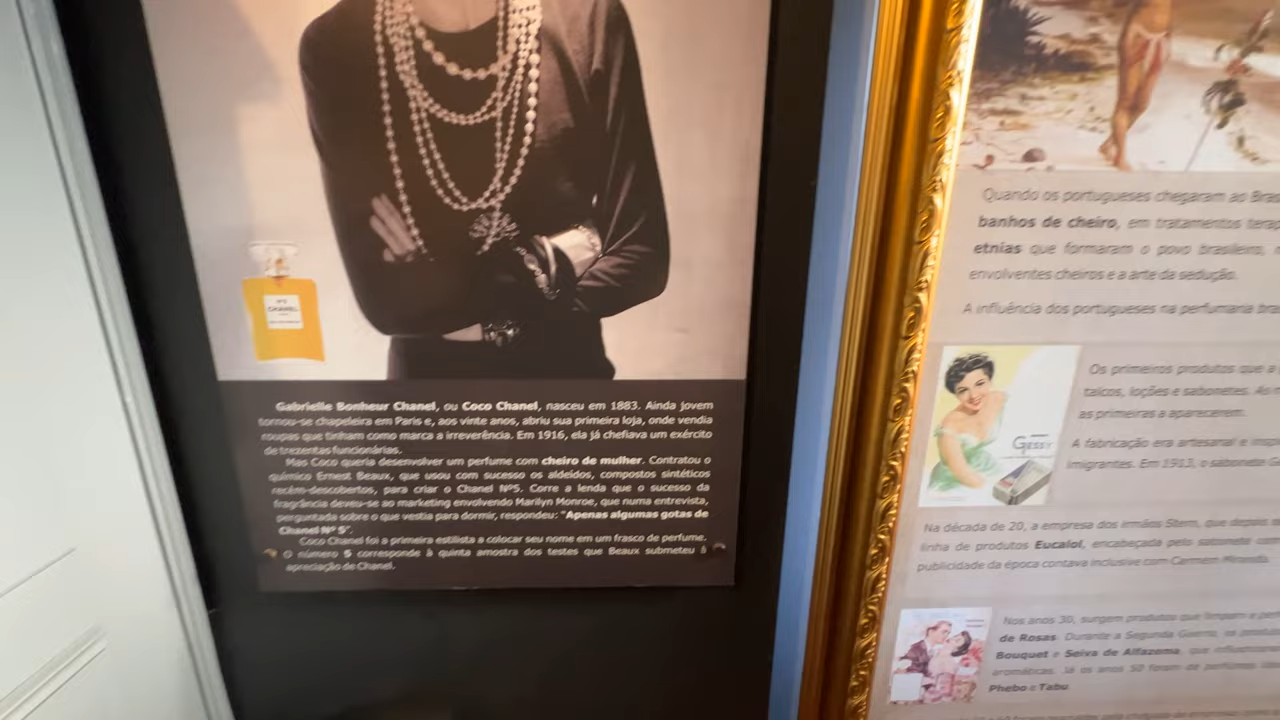 Nº5
CHANEL
Gabrielle Bonheur Chanel, ou Coco Chanel, nasceu em 1883. Ainda jovem
tornou-se chapeleira em Paris e, aos vinte anos, abriu sua primeira loja, onde vendia
roupas que tinham como marca a irreverência. Em 1916, ela já chefiava um exército
de trezentas funcionárias.
Mas Coco queria desenvolver um perfume com cheiro de mulher. Contratou o
químico Ernest Beaux, que usou com sucesso os aldeídos, compostos sintéticos
recém-descobertos, para criar o Chanel Nº5. Corre a lenda que o sucesso da
fragrância deveu-se ao marketing envolvendo Marilyn Monroe, que numa entrevista,
perguntada sobre o que vestia para dormir, respondeu: "Apenas algumas gotas de
Chanel Nº 5".
Coco Chanel foi a primeira estilista a colocar seu nome em um frasco de perfume.
O número 5 corresponde à quinta amostra dos testes que Beaux submeteu à
apreciação de Chanel.
Quando os portugueses chegaram ao
banhos de cheiro, em tratamentos
etnias que formaram o povo brasileiro,
envolventes cheiros e a arte da sedução.
A influência dos portugueses na perfumaria
Os primeiros produtos que
talcos, loções e sabonetes. As
as primeiras a aparecerem.
GESSY
A fabricação era artesanal e
imigrantes. Em 1913, o sabonete
Na década de 20, a empresa dos irmãos Stern, que depois
linha de produtos Eucalol, encabeçada pelo sabonete
publicidade da época contava inclusive com Carmem Miranda.
Nos anos 30, surgem produtos que limpam e
de Rosas. Durante a Segunda Guerra, os
Bouquet e Seiva de Alfazema, que
aromáticas. Já os anos 50 foram de perfumes
Phebo e Tabu